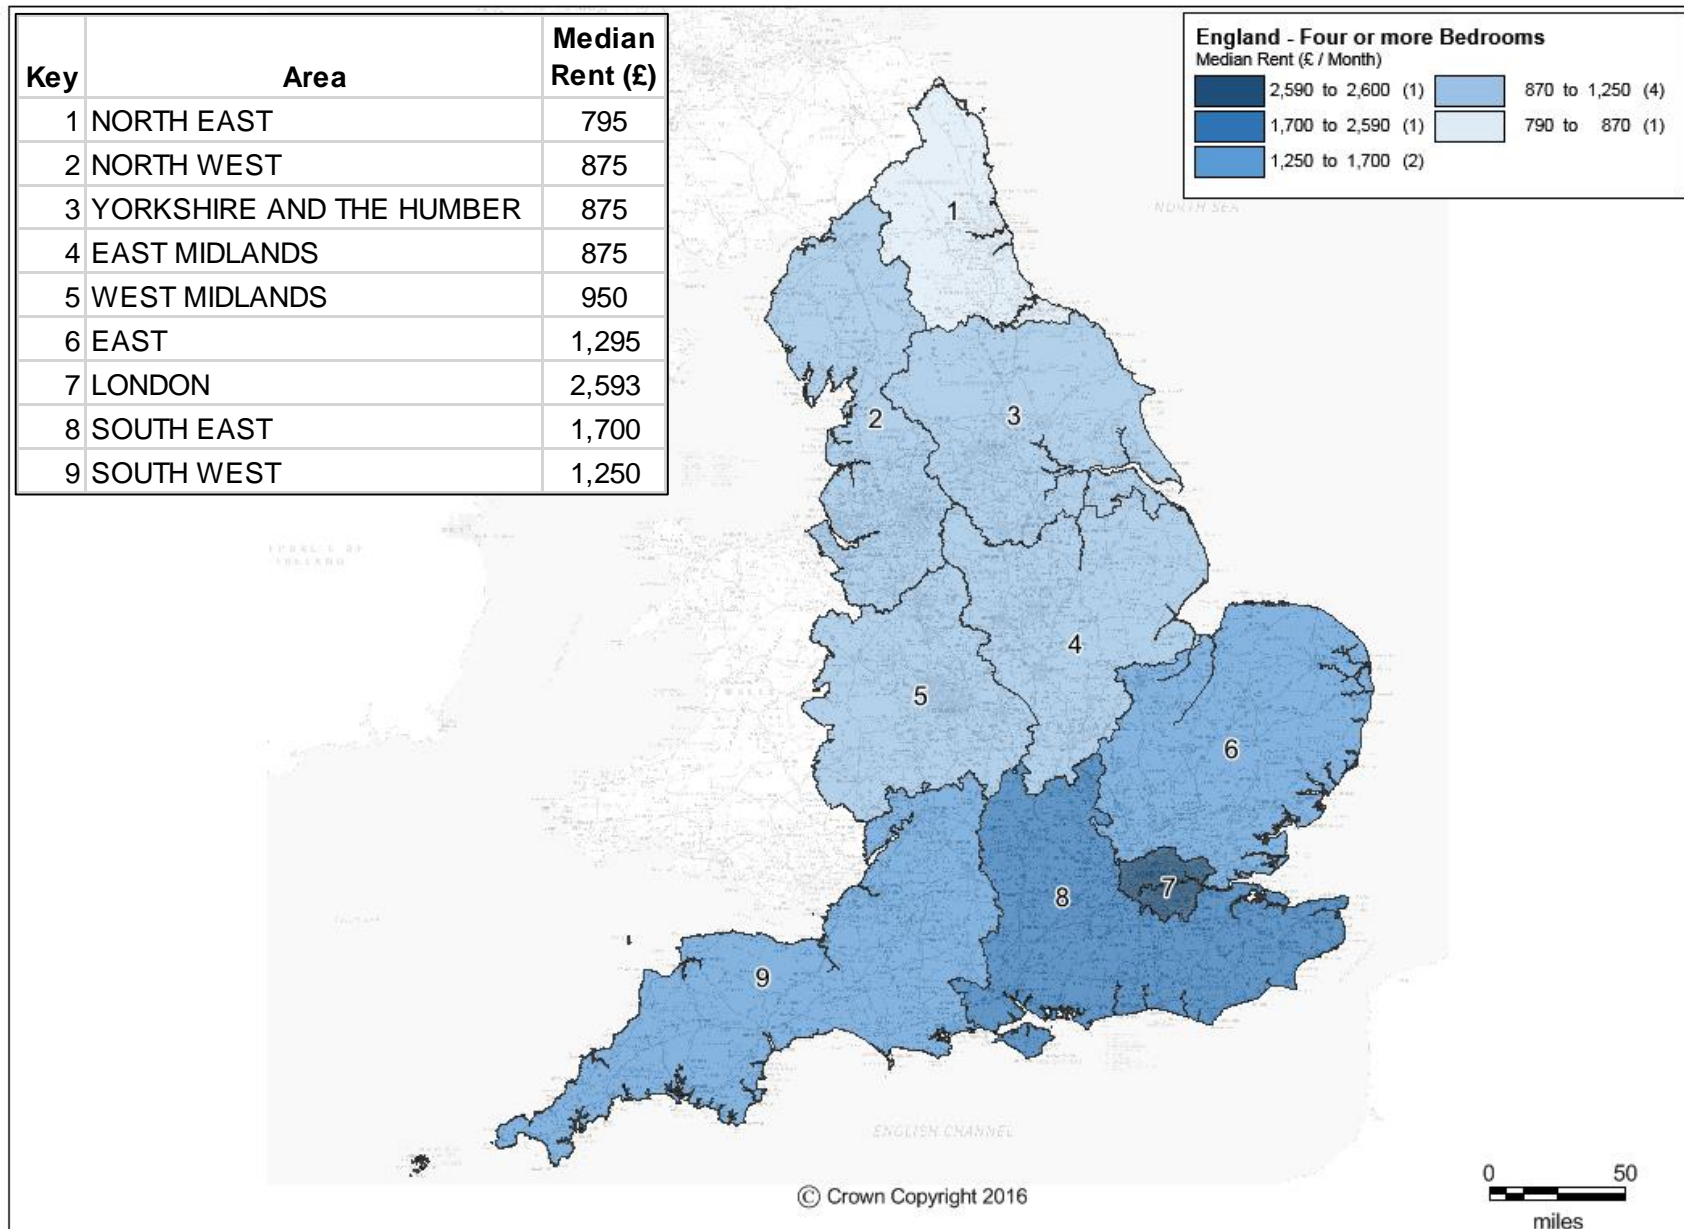 Key Area Median Rent (£)
1 NORTH EAST 795
2 NORTH WEST 875
3 YORKSHIRE AND THE HUMBER 875
4 EAST MIDLANDS 875
5 WEST MIDLANDS 950
6 EAST 1,295
7 LONDON 2,593
8 SOUTH EAST 1,700
9 SOUTH WEST 1,250
England - Four or more Bedrooms
Median Rent (£ / Month)
2,590 to 2,600 (1) 870 to 1,250 (4)
1,700 to 2,590 (1) 790 to 870 (1)
1,250 to 1,700 (2)
NORTH SEA
1
2
3
4
5
6
7
8
9
ENGLISH CHANNEL
© Crown Copyright 2016
0 50
miles